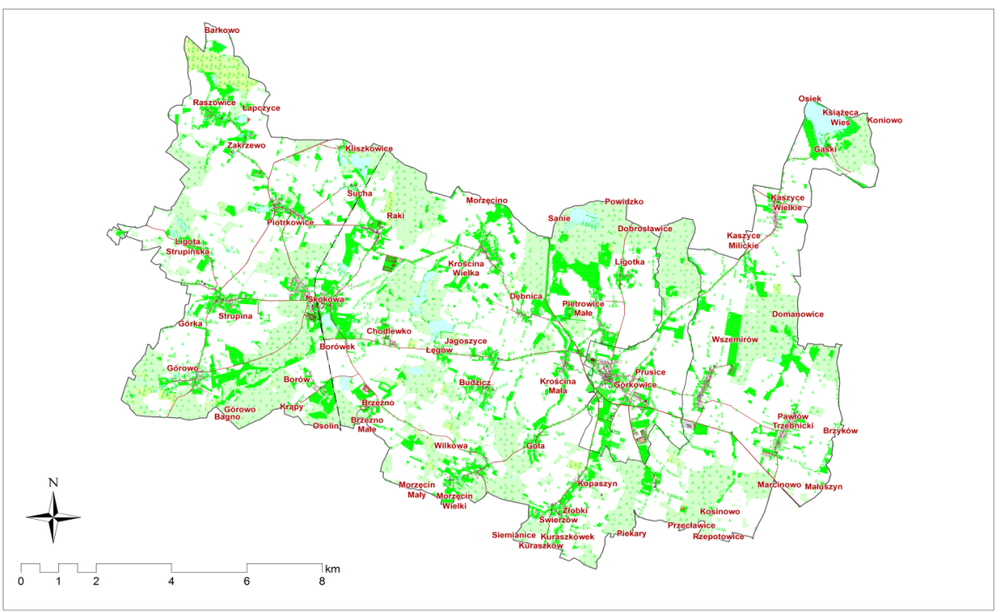 Barkowo
Raszowice
Łapczyce
Zakrzewo
Osiek
Książęca
Wieś
Koniowo
Gąski
Kliszkowice
Sucha
Morzęcino
Powidzko
Kaszyce
Wielkie
Raki
Sanie
Piotrkowice
Dobrosławice
Kaszyce
Milickie
Ligota
Strupińska
Krościna
Wielka
Ligotka
Skokowa
Dębnica
Pietrowice
Małe
Strupina
Domanowice
Górka
Chodlewko
Jagoszyce
Wszemirów
Borówek
Łęgów
Górowo
Prusice
Borów
Budzicz
Krościna
Mała
Górkowice
Górowo
Bagno
Krąpy
Brzeźno
Osolin
Brzeźno
Małe
Pawłów
Trzebnicki
Brzyków
Wilkowa
Gola
Morzęcin
Mały
Morzęcin
Wielki
Kopaszyn
Marcinowo
Małuszyn
Złobki
Świerzów
Kosinowo
Przecławice
Siemianice
Kuraszkówek
Piekary
Rzepotowice
Kuraszków
N
km
0 1 2 4 6 8